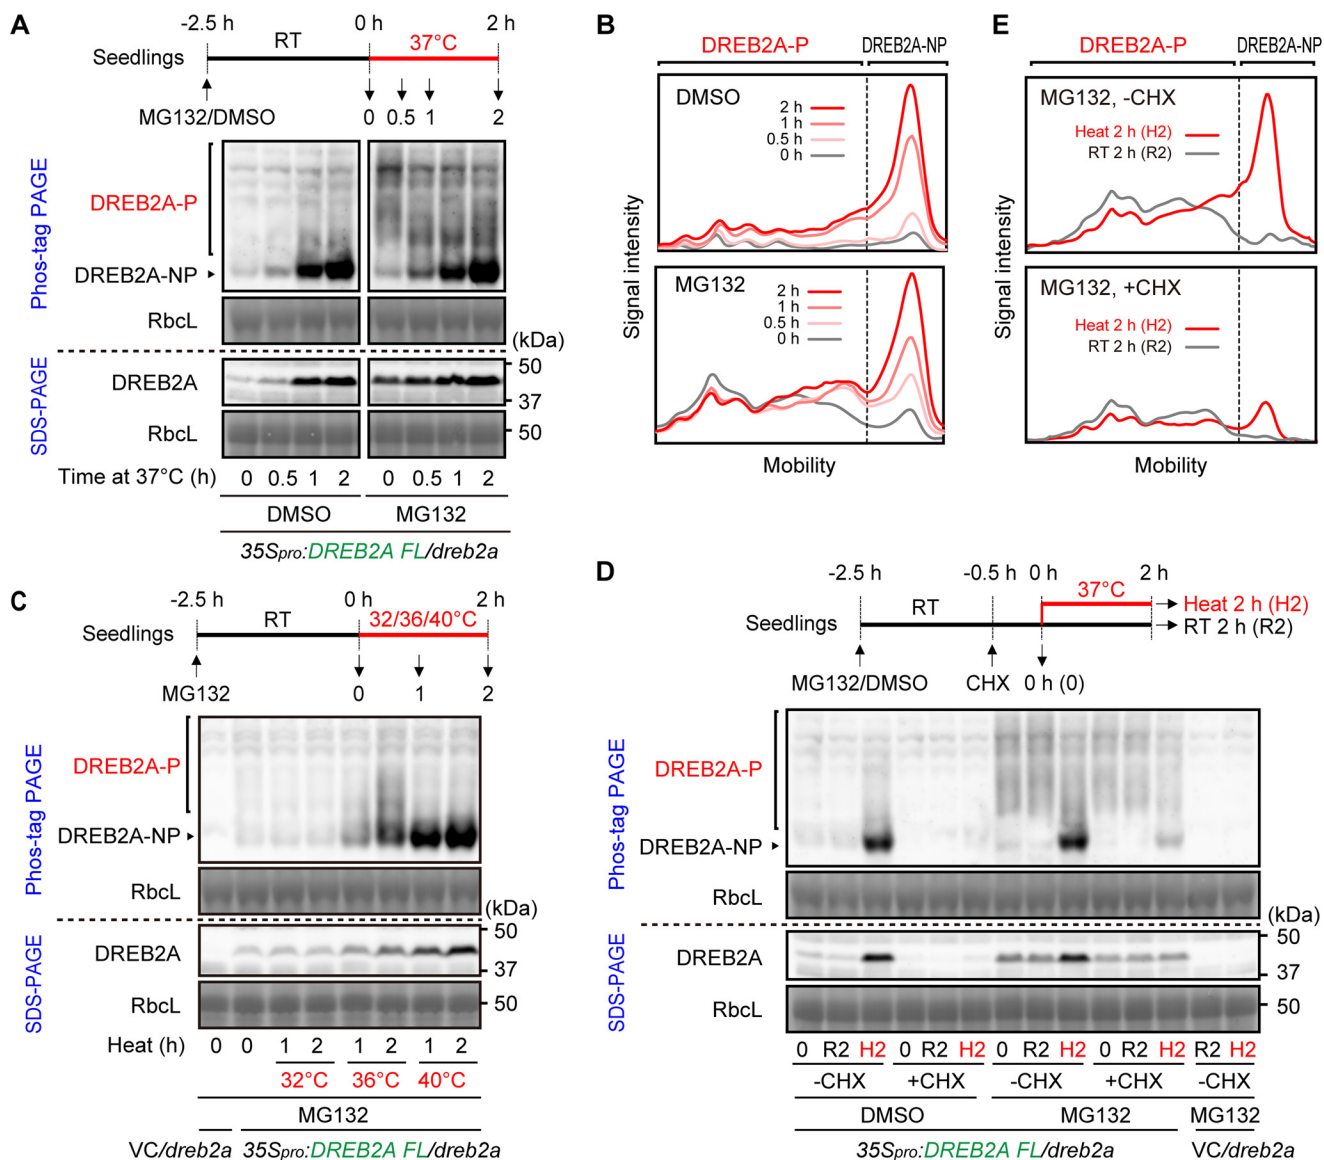 A
-2.5 h 0 h 2 h
RT 37°C
Seedlings
MG132/DMSO 0 0.5 1 2
Phos-tag PAGE
DREB2A-P
DREB2A-NP
RbcL
(kDa)
SDS-PAGE
DREB2A
50
37
RbcL
50
Time at 37°C (h) 0 0.5 1 2 0 0.5 1 2
DMSO MG132
35Spro:DREB2A FL/dreb2a
B
DREB2A-P DREB2A-NP
DMSO
2 h
1 h
0.5 h
0 h
MG132
2 h
1 h
0.5 h
0 h
Signal intensity
Mobility
E
DREB2A-P DREB2A-NP
MG132, -CHX
Heat 2 h (H2)
RT 2 h (R2)
MG132, +CHX
Heat 2 h (H2)
RT 2 h (R2)
Signal intensity
Mobility
C
-2.5 h 0 h 2 h
RT 32/36/40°C
Seedlings
MG132 0 1 2
Phos-tag PAGE
DREB2A-P
DREB2A-NP
RbcL
(kDa)
SDS-PAGE
DREB2A
50
37
RbcL
50
Heat (h) 0 0 1 2 1 2 1 2
32°C 36°C 40°C
MG132
VC/dreb2a 35Spro:DREB2A FL/dreb2a
D
-2.5 h -0.5 h 0 h 2 h
RT 37°C
Heat 2 h (H2)
Seedlings
RT 2 h (R2)
MG132/DMSO CHX 0 h (0)
Phos-tag PAGE
DREB2A-P
DREB2A-NP
RbcL
(kDa)
SDS-PAGE
DREB2A
50
37
RbcL
50
0 R2 H2 0 R2 H2 0 R2 H2 0 R2 H2 R2 H2
-CHX +CHX -CHX +CHX -CHX
DMSO MG132 MG132
35Spro:DREB2A FL/dreb2a VC/dreb2a